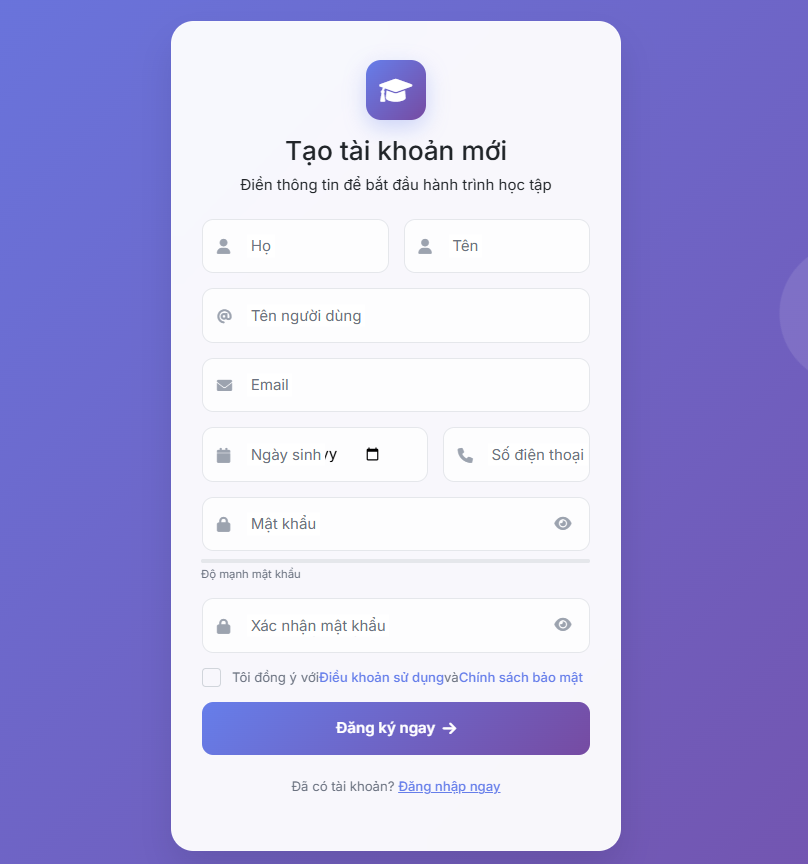 Tạo tài khoản mới
Điền thông tin để bắt đầu hành trình học tập
Họ
Tên
@ Tên người dùng
Email
Ngày sinh yy
Số điện thoại
Mật khẩu
Độ mạnh mật khẩu
Xác nhận mật khẩu
Tôi đồng ý vớiĐiều khoản sử dụngvàChính sách bảo mật
Đăng ký ngay →
Đã có tài khoản? Đăng nhập ngay